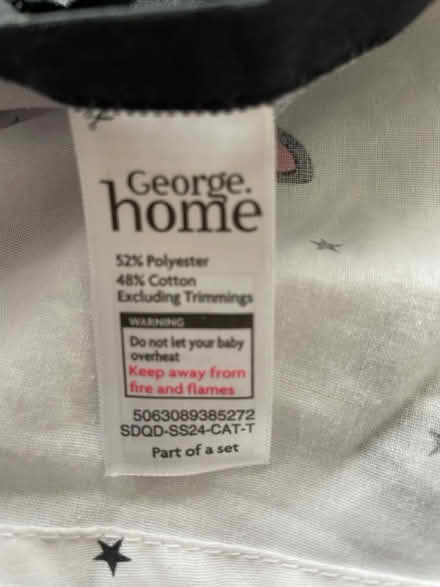 George.
home
52% Polyester
48% Cotton
Excluding Trimmings
WARNING
Do not let your baby
overheat
Keep away from
fire and flames
5063089385272
SDQD-SS24-CAT-T
Part of a set